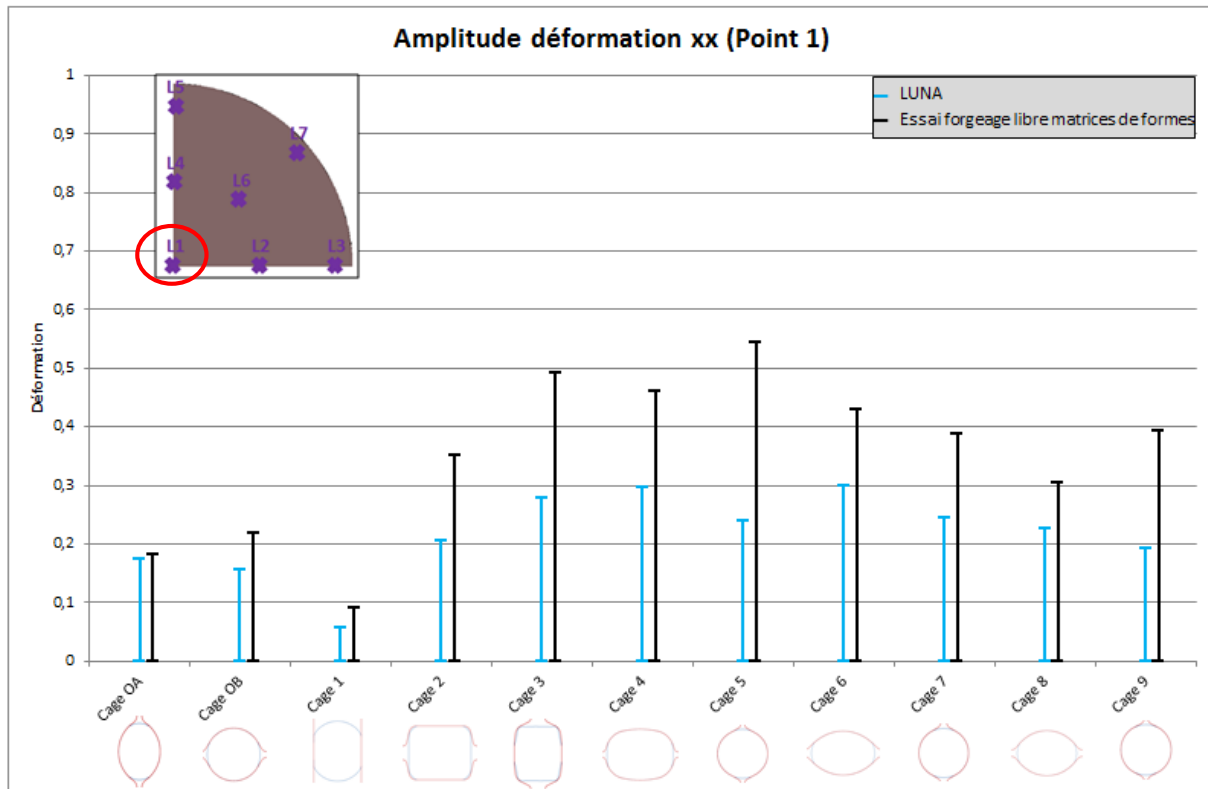 Amplitude déformation xx (Point 1)
1
0,9
0,8
0,7
0,6
0,5
0,4
0,3
0,2
0,1
0
Déformation
L5
L7
L4
L6
L1
L2
L3
LUNA
Essai forgeage libre matrices de formes
Cage OA
Cage OB
Cage 1
Cage 2
Cage 3
Cage 4
Cage 5
Cage 6
Cage 7
Cage 8
Cage 9